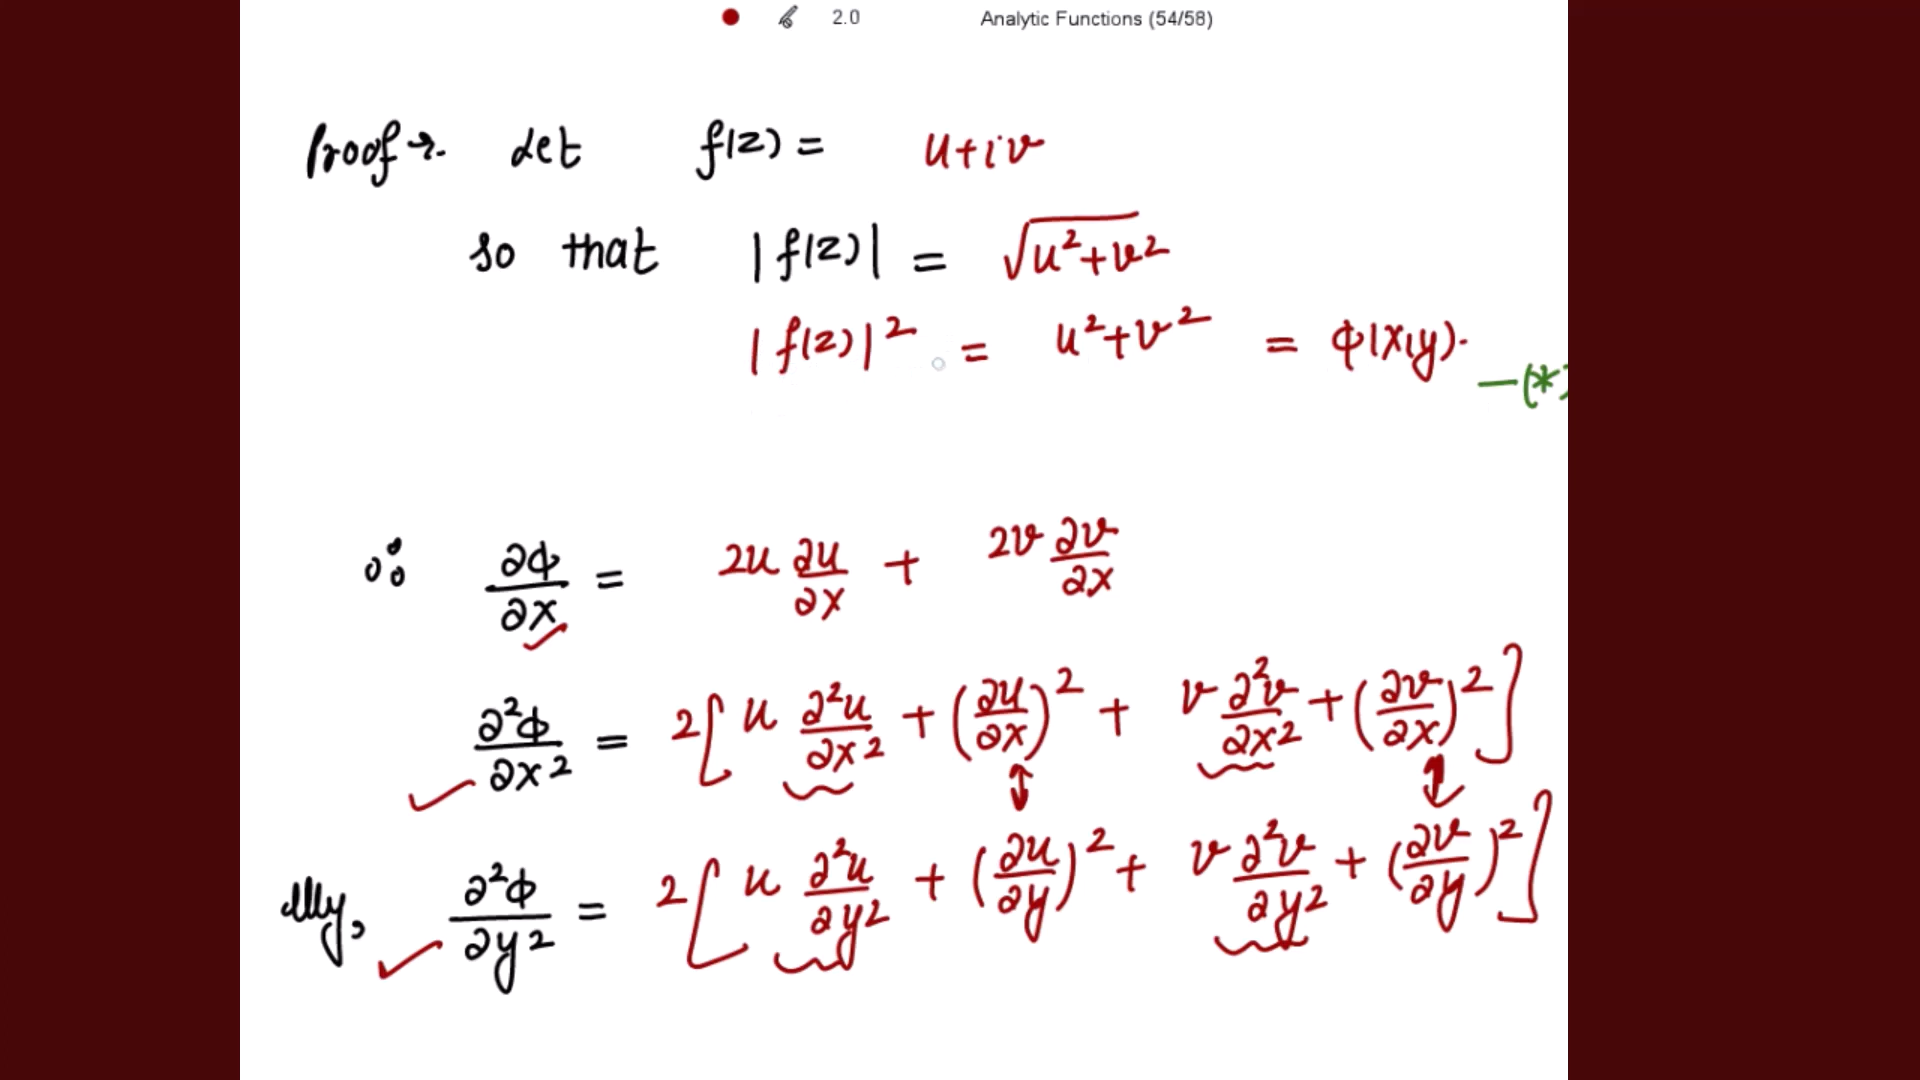 2.0 Analytic Functions (54/58)
Proof→. Let f(z) = u+iv
so that |f(z)| = √(u²+v²)
|f(z)|² = u²+v² = φ(x,y). —(*)
∴ ∂φ/∂x = 2u ∂u/∂x + 2v ∂v/∂x
∂²φ/∂x² = 2[u ∂²u/∂x² + (∂u/∂x)² + v ∂²v/∂x² + (∂v/∂x)²]
Illly, ∂²φ/∂y² = 2[u ∂²u/∂y² + (∂u/∂y)² + v ∂²v/∂y² + (∂v/∂y)²]